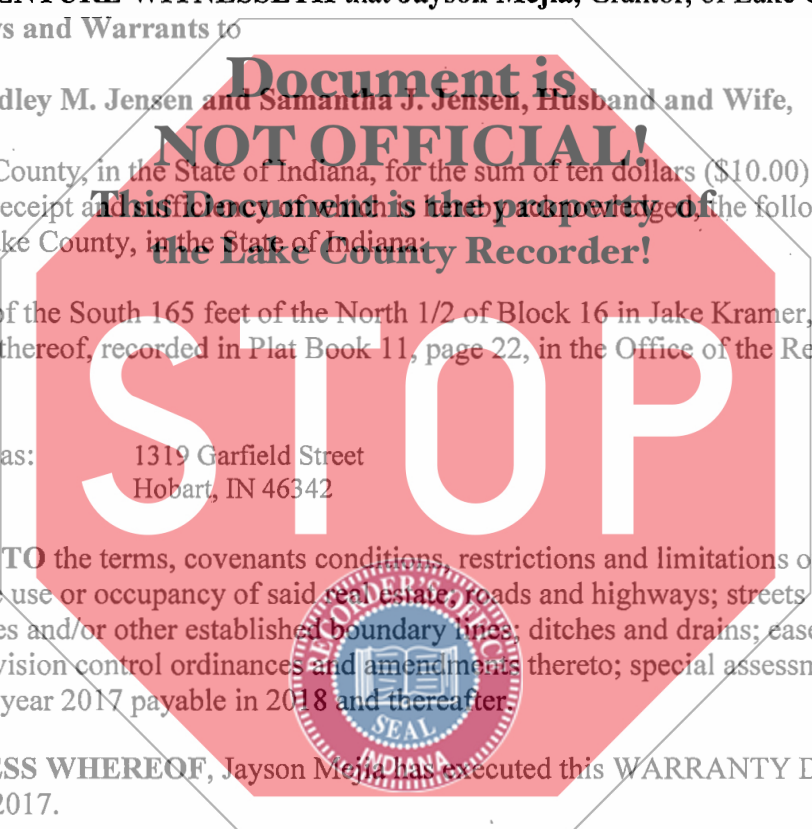 ENTURE WITNESSETH that Jayson Mejia, Grantor, of Lake
ys and Warrants to
Document is
dley M. Jensen and Samantha J. Jensen, Husband and Wife,
NOT OFFICIAL!
County, in the State of Indiana, for the sum of ten dollars ($10.00)
This Document is the property of
eceipt and sufficiency of which is hereby acknowledged, the follo
ke County, in the State of Indiana:
the Lake County Recorder!
of the South 165 feet of the North 1/2 of Block 16 in Jake Kramer,
thereof, recorded in Plat Book 11, page 22, in the Office of the Re
STOP
as: 1319 Garfield Street
Hobart, IN 46342
TO the terms, covenants conditions, restrictions and limitations o
use or occupancy of said real estate, roads and highways; streets
es and/or other established boundary lines; ditches and drains; ease
vision control ordinances and amendments thereto; special assessm
year 2017 payable in 2018 and thereafter.
RECORDER'S OFFICE
SEAL
INDIANA
ESS WHEREOF, Jayson Mejia has executed this WARRANTY D
2017.